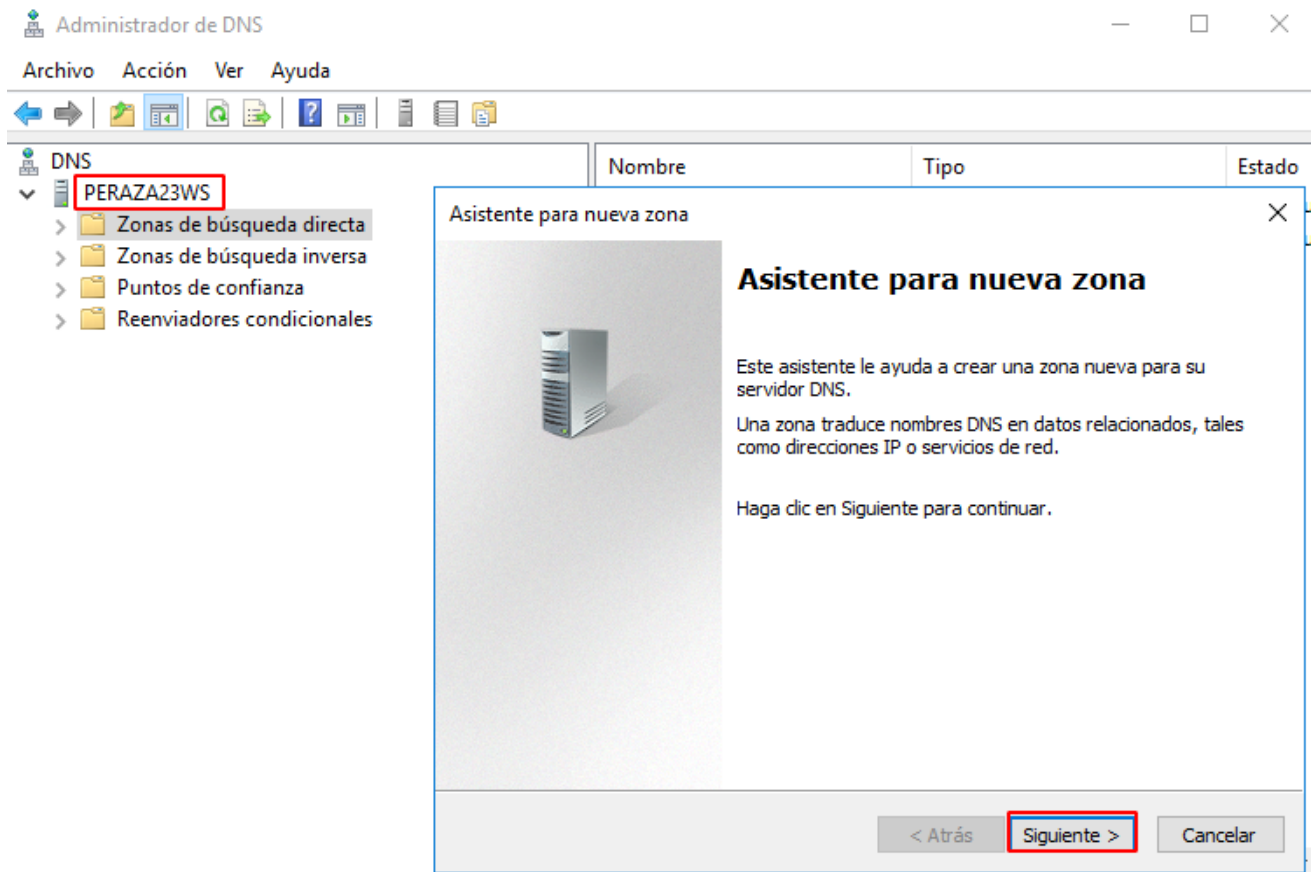 Administrador de DNS
Archivo Acción Ver Ayuda
DNS
PERAZA23WS
Zonas de búsqueda directa
Zonas de búsqueda inversa
Puntos de confianza
Reenviadores condicionales
Nombre Tipo Estado
Asistente para nueva zona
Asistente para nueva zona
Este asistente le ayuda a crear una zona nueva para su
servidor DNS.
Una zona traduce nombres DNS en datos relacionados, tales
como direcciones IP o servicios de red.
Haga clic en Siguiente para continuar.
< Atrás Siguiente > Cancelar